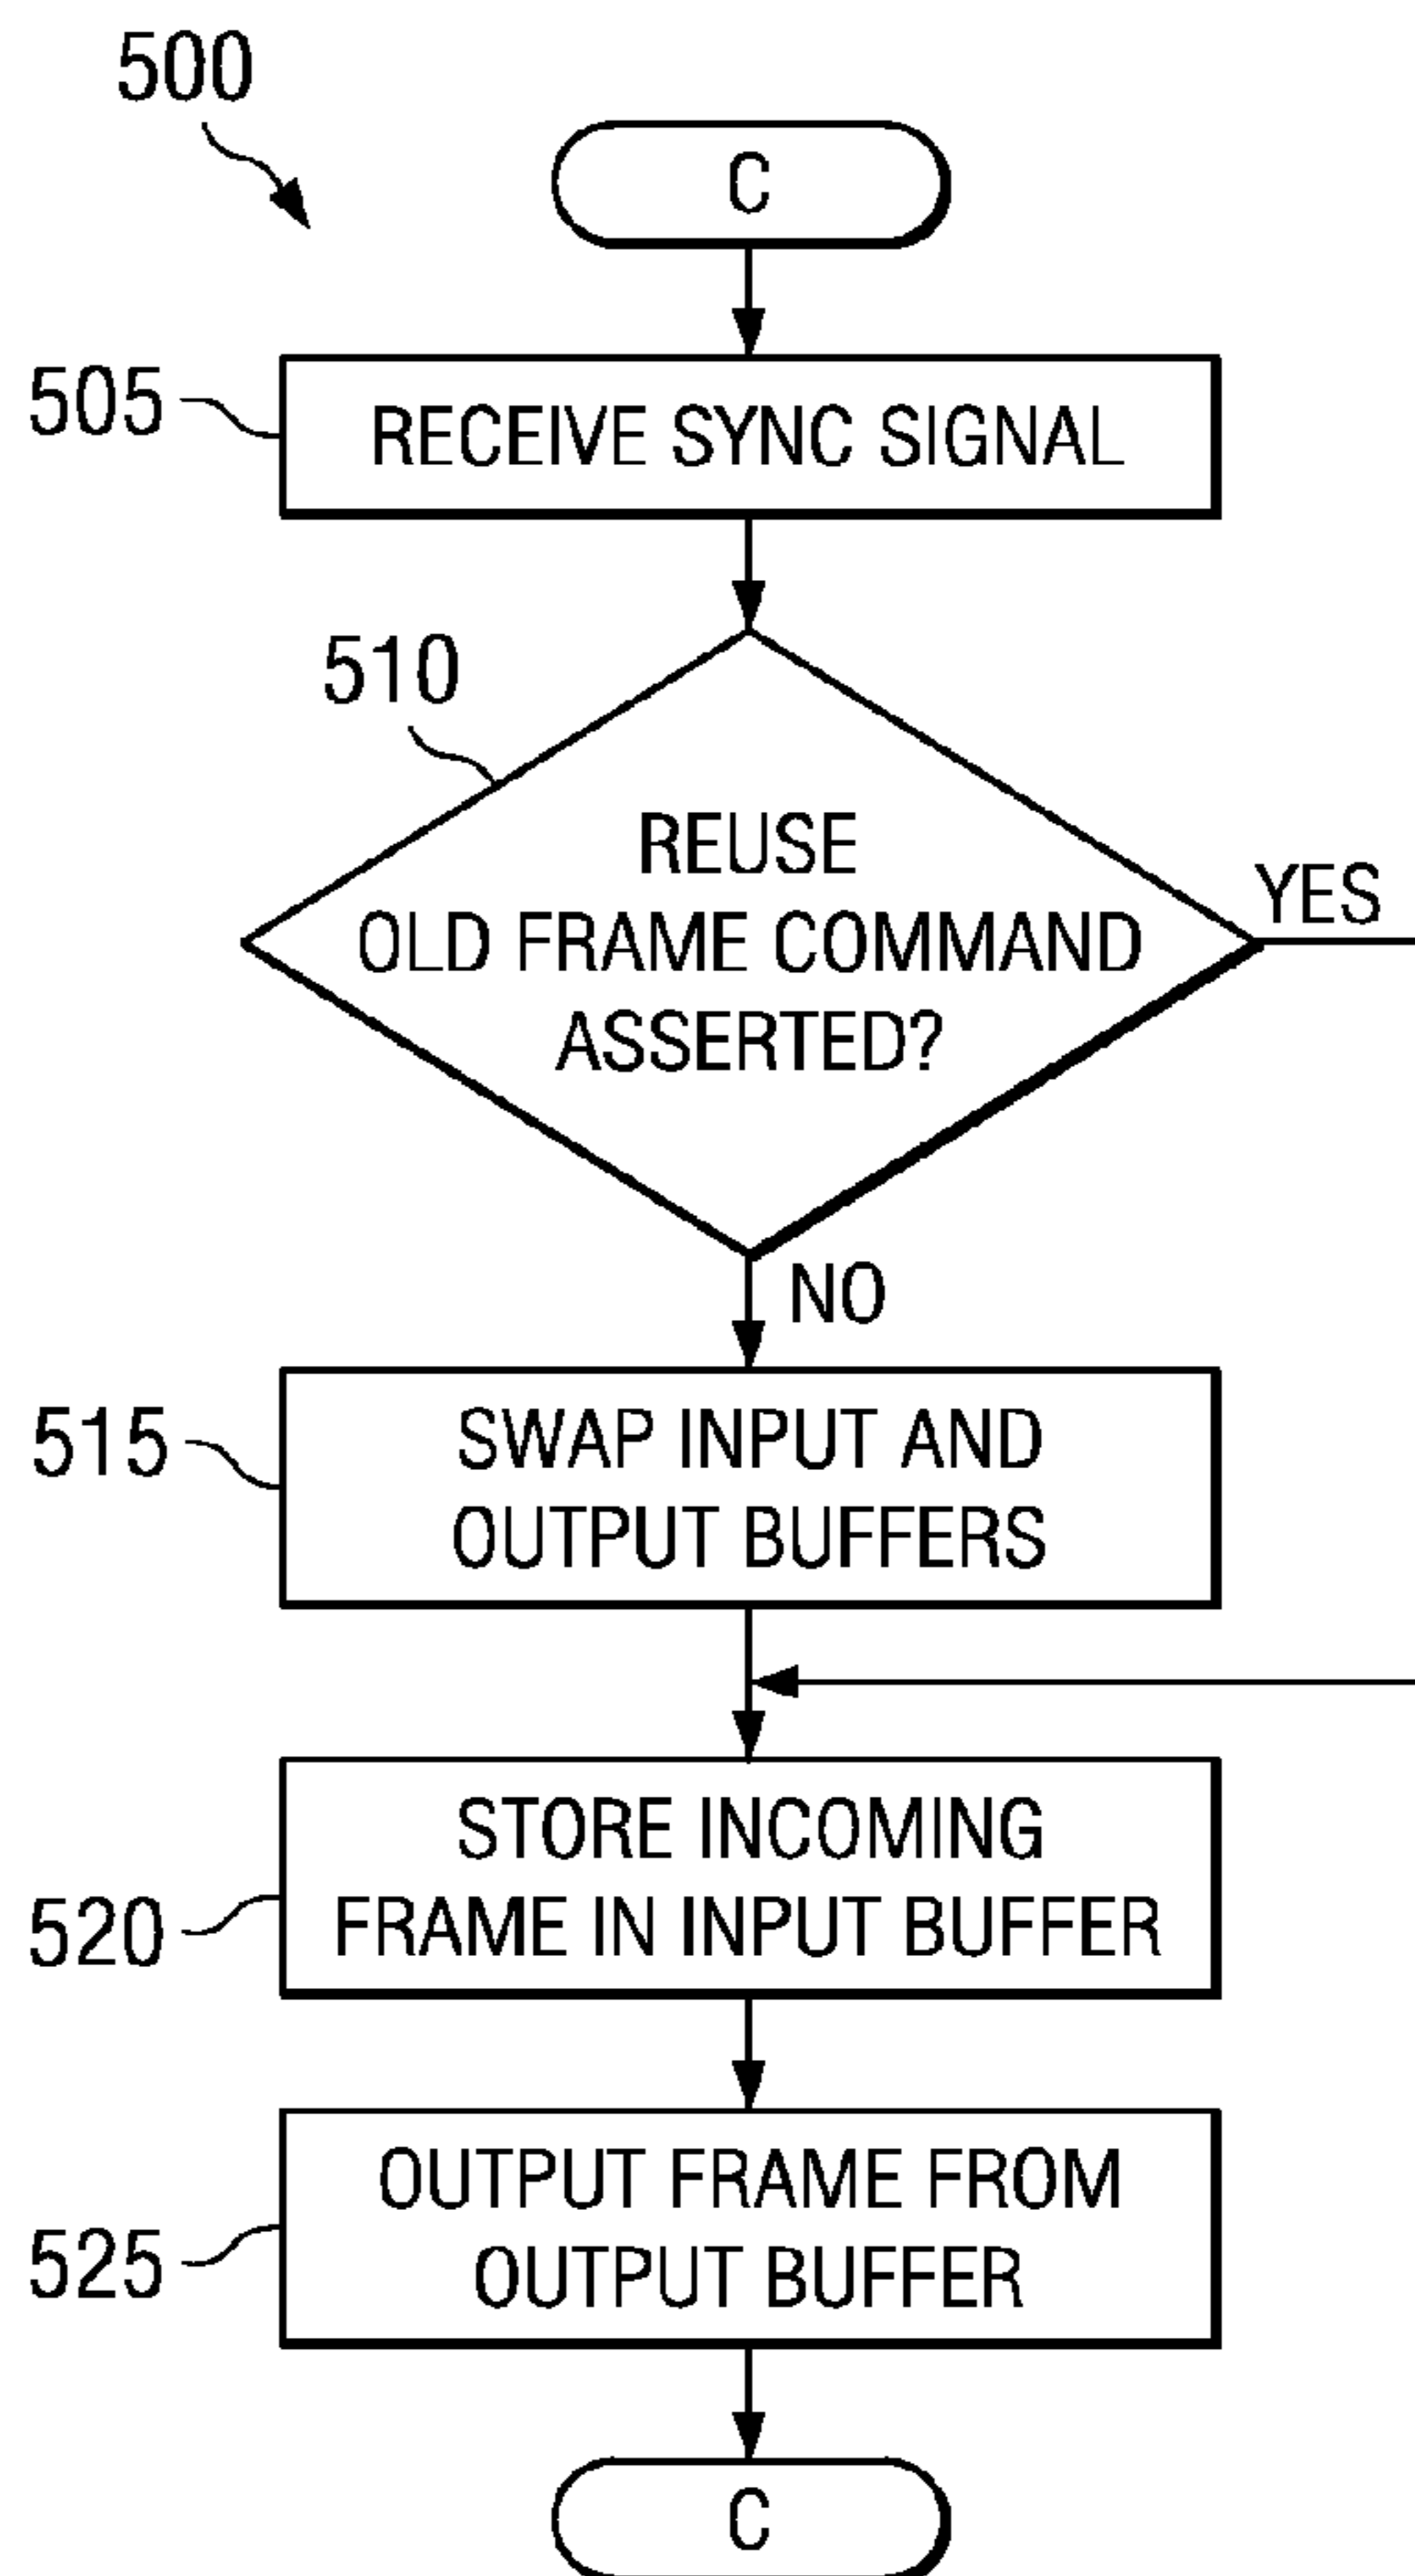 500
C
505
RECEIVE SYNC SIGNAL
510
REUSE
OLD FRAME COMMAND
ASSERTED?
YES
NO
515
SWAP INPUT AND
OUTPUT BUFFERS
520
STORE INCOMING
FRAME IN INPUT BUFFER
525
OUTPUT FRAME FROM
OUTPUT BUFFER
C